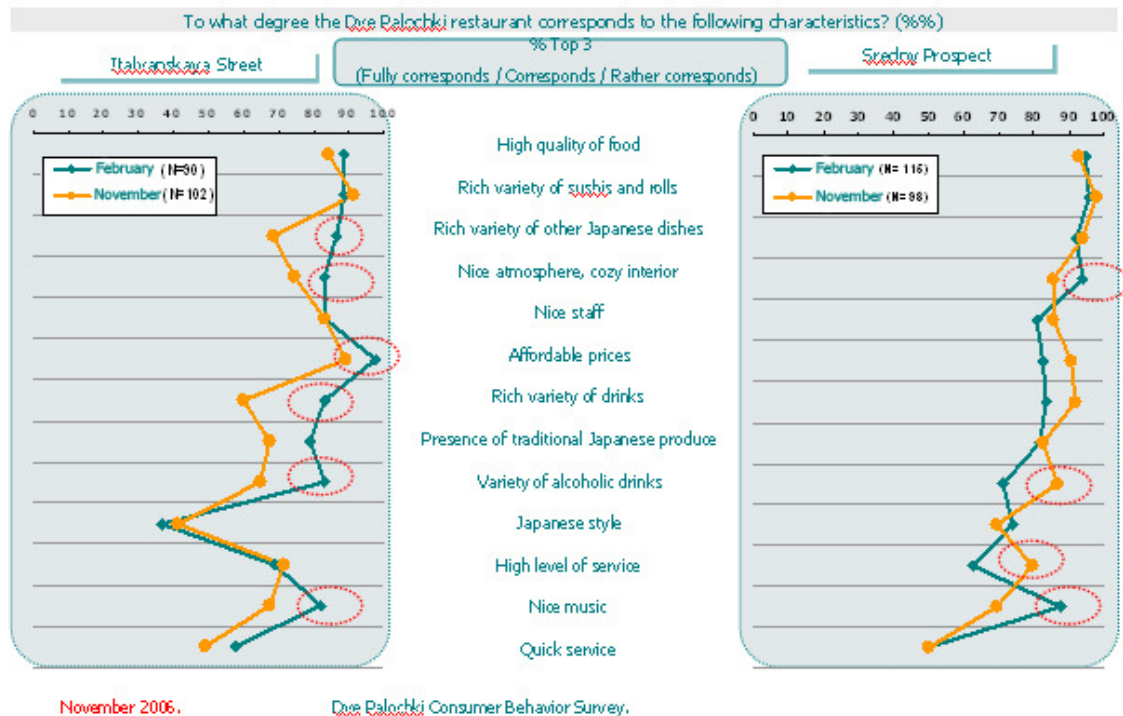 To what degree the Dve Palochki restaurant corresponds to the following characteristics? (%%)
Italyanskaya Street
% Top 3
(Fully corresponds / Corresponds / Rather corresponds)
Sredny Prospect
0 10 20 30 40 50 60 70 80 90 100
0 10 20 30 40 50 60 70 80 90 100
February (N=90)
November (N=102)
February (N= 116)
November (N= 98)
High quality of food
Rich variety of sushis and rolls
Rich variety of other Japanese dishes
Nice atmosphere, cozy interior
Nice staff
Affordable prices
Rich variety of drinks
Presence of traditional Japanese produce
Variety of alcoholic drinks
Japanese style
High level of service
Nice music
Quick service
November 2006. Dve Palochki Consumer Behavior Survey.